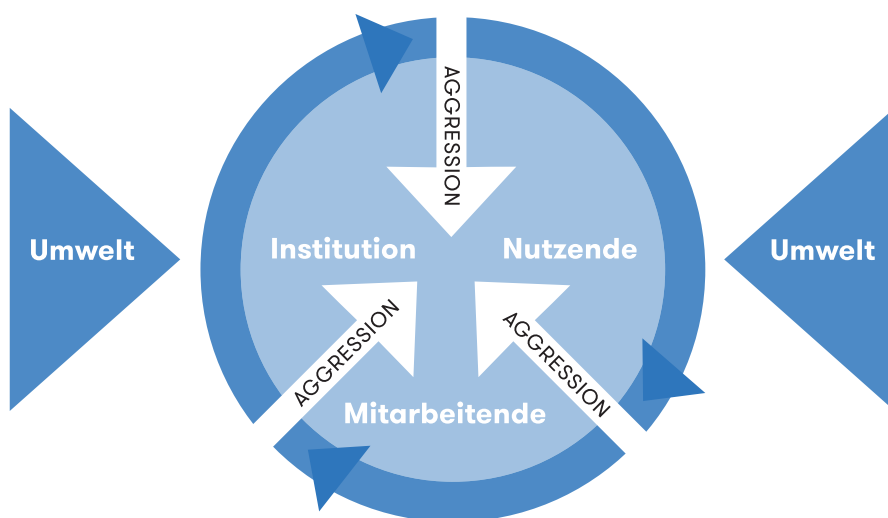 AGGRESSION
Umwelt
Institution
Nutzende
Umwelt
AGGRESSION
AGGRESSION
Mitarbeitende